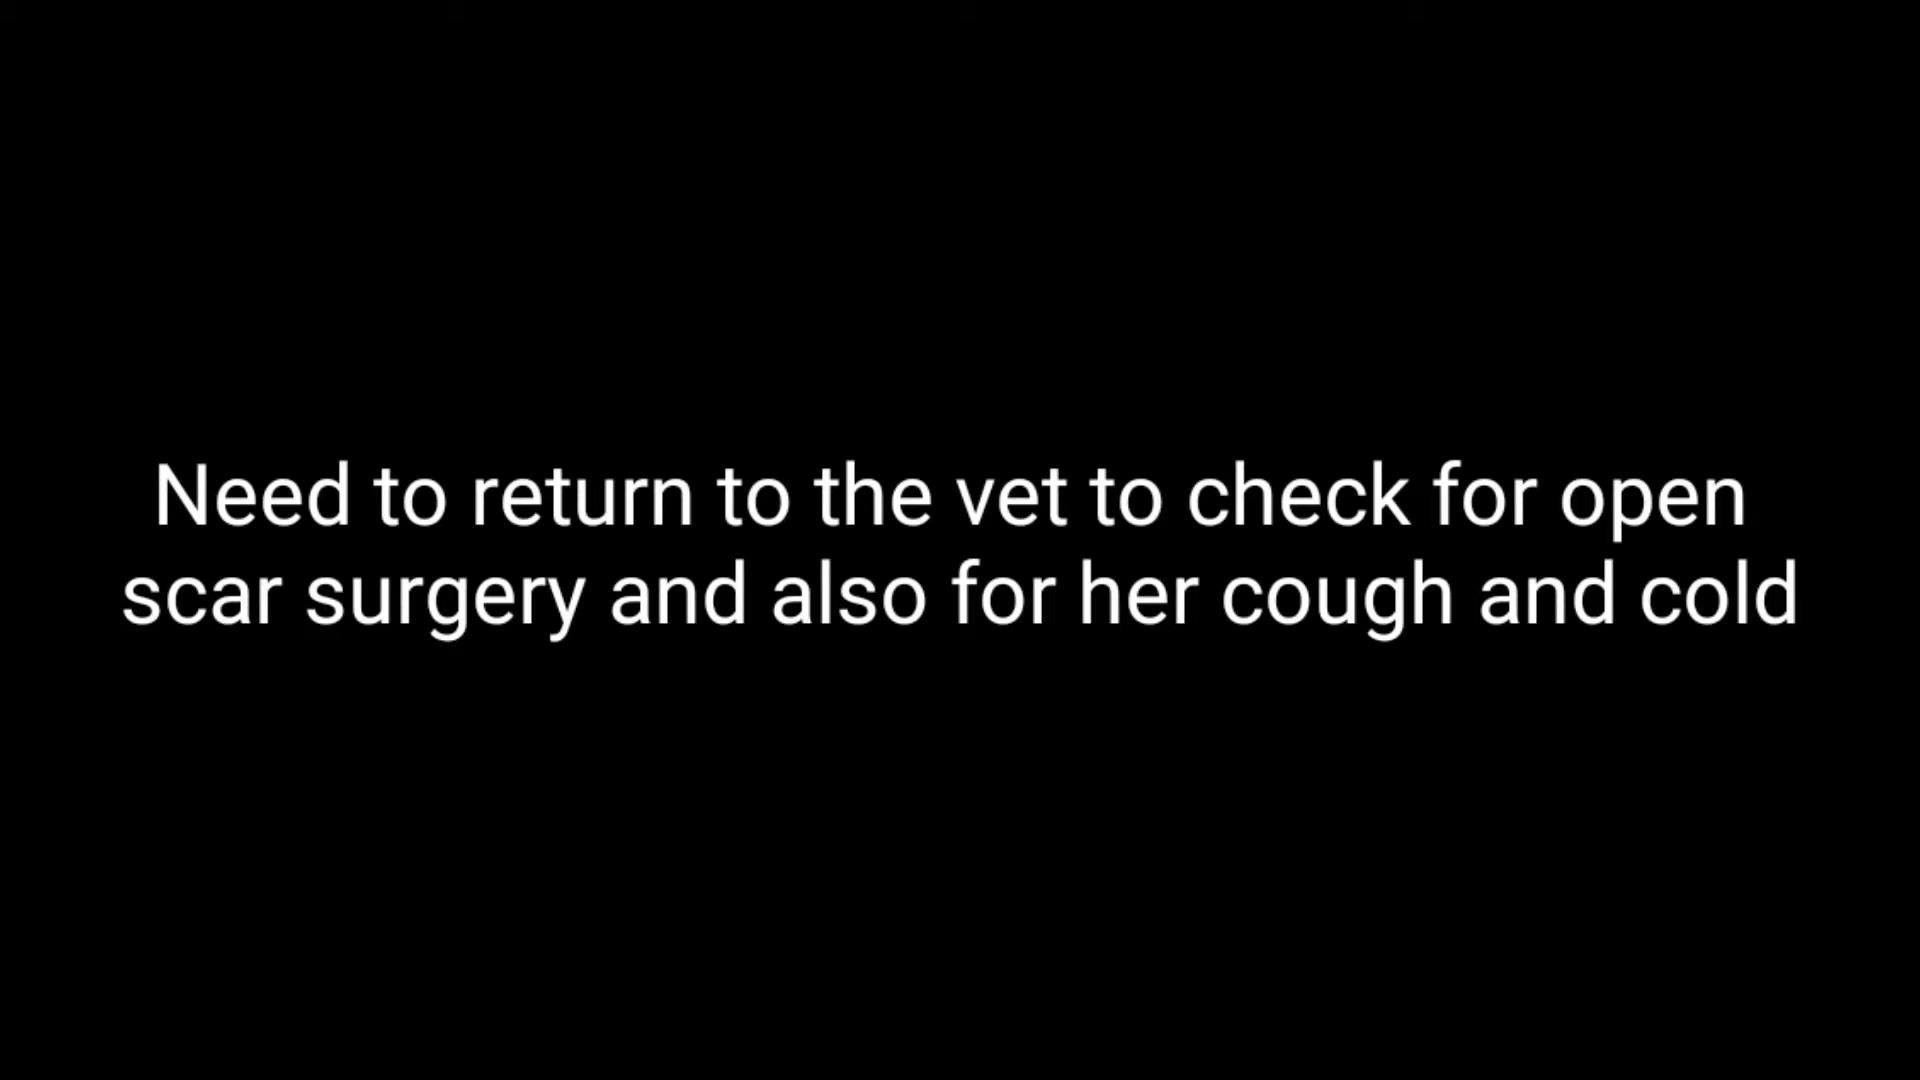 Need to return to the vet to check for open
scar surgery and also for her cough and cold